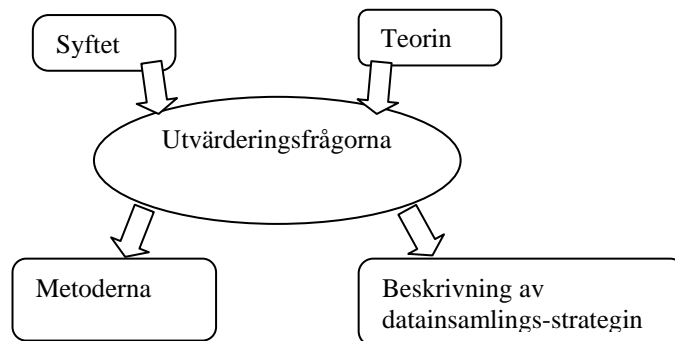 Syftet
Teorin
Utvärderingsfrågorna
Metoderna
Beskrivning av
datainsamlings-strategin